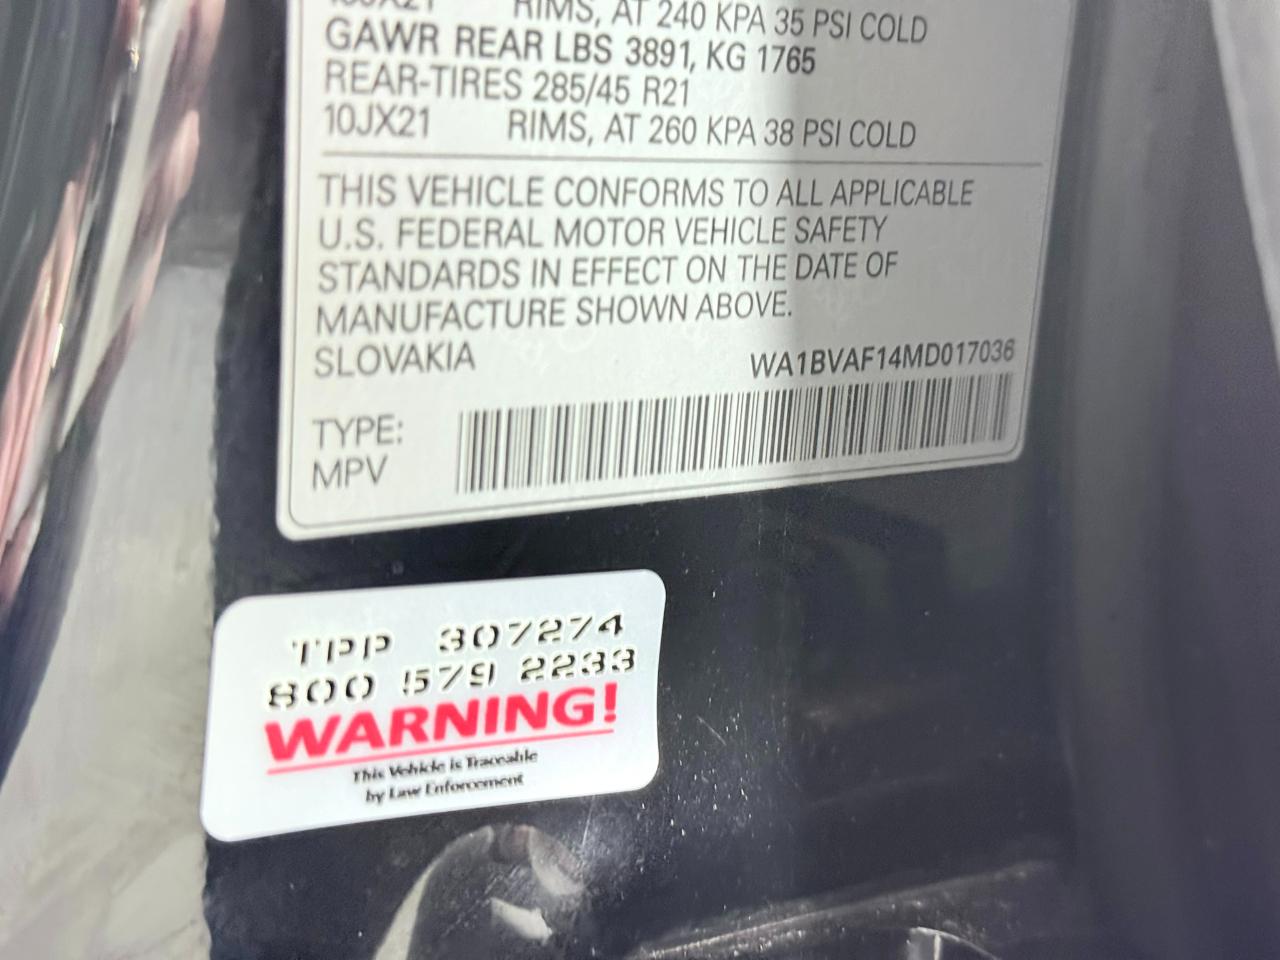 10JX21 RIMS, AT 240 KPA 35 PSI COLD
GAWR REAR LBS 3891, KG 1765
REAR-TIRES 285/45 R21
10JX21 RIMS, AT 260 KPA 38 PSI COLD
THIS VEHICLE CONFORMS TO ALL APPLICABLE
U.S. FEDERAL MOTOR VEHICLE SAFETY
STANDARDS IN EFFECT ON THE DATE OF
MANUFACTURE SHOWN ABOVE.
SLOVAKIA WA1BVAF14MD017036
TYPE:
MPV
TPP 307274
800 579 2233
WARNING!
This Vehicle is Traceable
by Law Enforcement